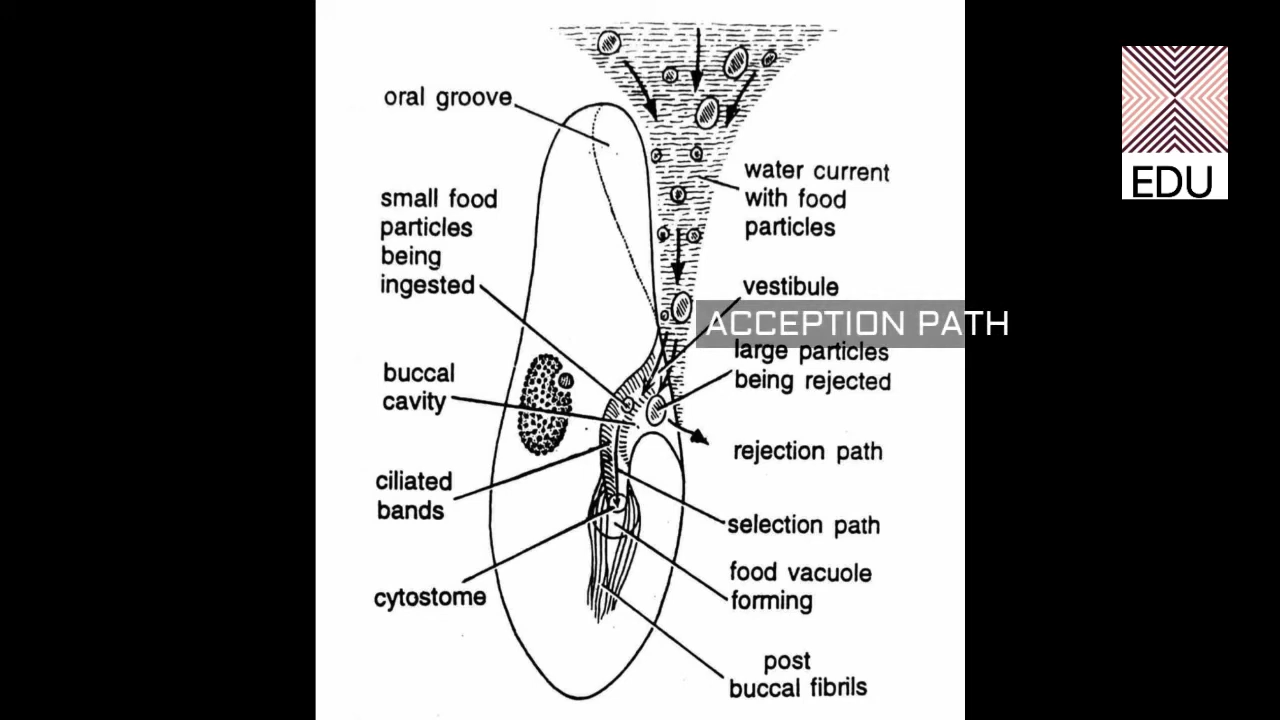 oral groove
small food
particles
being
ingested
buccal
cavity
ciliated
bands
cytostome
water current
with food
particles
vestibule
ACCEPTION PATH
large particles
being rejected
rejection path
selection path
food vacuole
forming
post
buccal fibrils
EDU